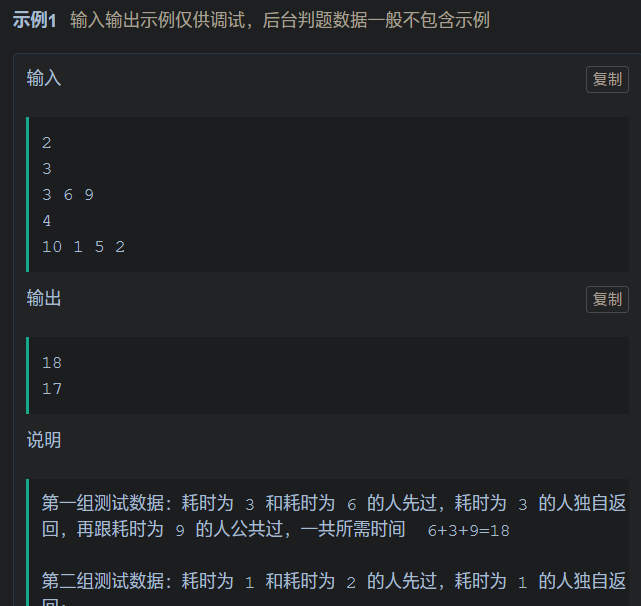 示例1 输入输出示例仅供调试，后台判题数据一般不包含示例
输入
复制
2
3
3 6 9
4
10 1 5 2
输出
复制
18
17
说明
第一组测试数据：耗时为 3 和耗时为 6 的人先过，耗时为 3 的人独自返
回，再跟耗时为 9 的人公共过，一共所需时间 6+3+9=18
第二组测试数据：耗时为 1 和耗时为 2 的人先过，耗时为 1 的人独自返
回；